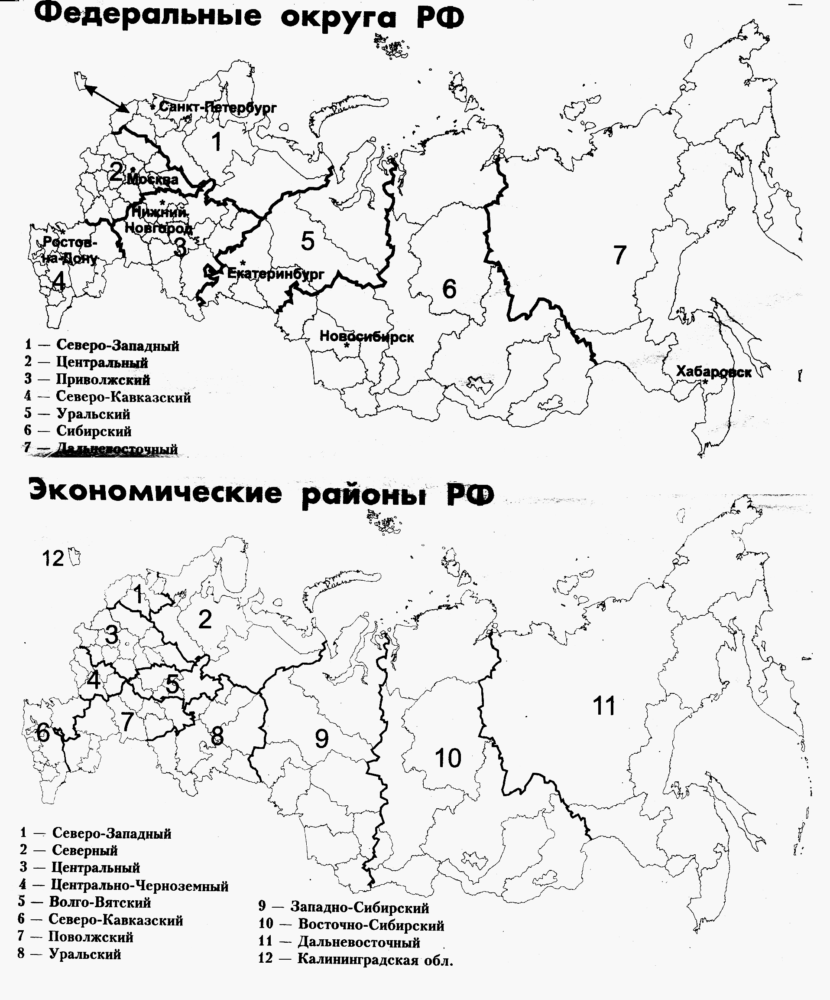 Федеральные округа РФ
Санкт-Петербург
1
2
Москва
Нижний
Новгород
Ростов-
на-Дону
3
4
5
Екатеринбург
6
7
Новосибирск
Хабаровск
1 — Северо-Западный
2 — Центральный
3 — Приволжский
4 — Северо-Кавказский
5 — Уральский
6 — Сибирский
7 — Дальневосточный
Экономические районы РФ
12
1
2
3
4
5
6
7
8
9
10
11
1 — Северо-Западный
2 — Северный
3 — Центральный
4 — Центрально-Черноземный
5 — Волго-Вятский
6 — Северо-Кавказский
7 — Поволжский
8 — Уральский
9 — Западно-Сибирский
10 — Восточно-Сибирский
11 — Дальневосточный
12 — Калининградская обл.